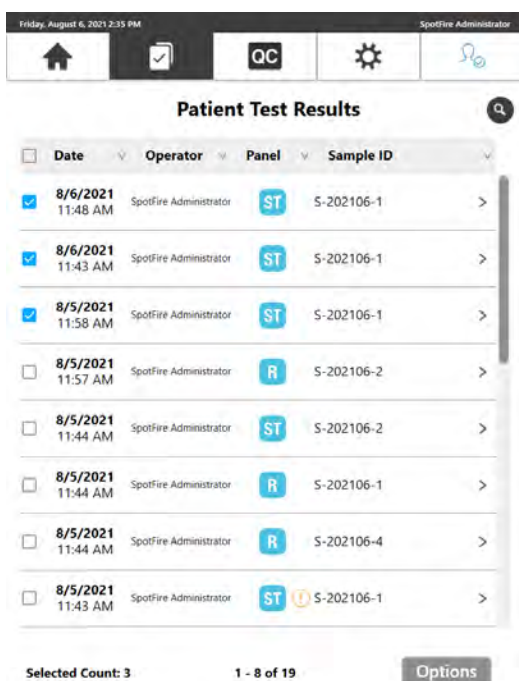 Friday, August 6, 2021 2:35 PM SpotFire Administrator
QC
Patient Test Results
Date Operator Panel Sample ID
8/6/2021
11:48 AM SpotFire Administrator ST S-202106-1
8/6/2021
11:43 AM SpotFire Administrator ST S-202106-1
8/5/2021
11:58 AM SpotFire Administrator ST S-202106-1
8/5/2021
11:57 AM SpotFire Administrator R S-202106-2
8/5/2021
11:44 AM SpotFire Administrator ST S-202106-2
8/5/2021
11:44 AM SpotFire Administrator R S-202106-1
8/5/2021
11:44 AM SpotFire Administrator R S-202106-4
8/5/2021
11:43 AM SpotFire Administrator ST S-202106-1
Selected Count: 3 1 - 8 of 19 Options